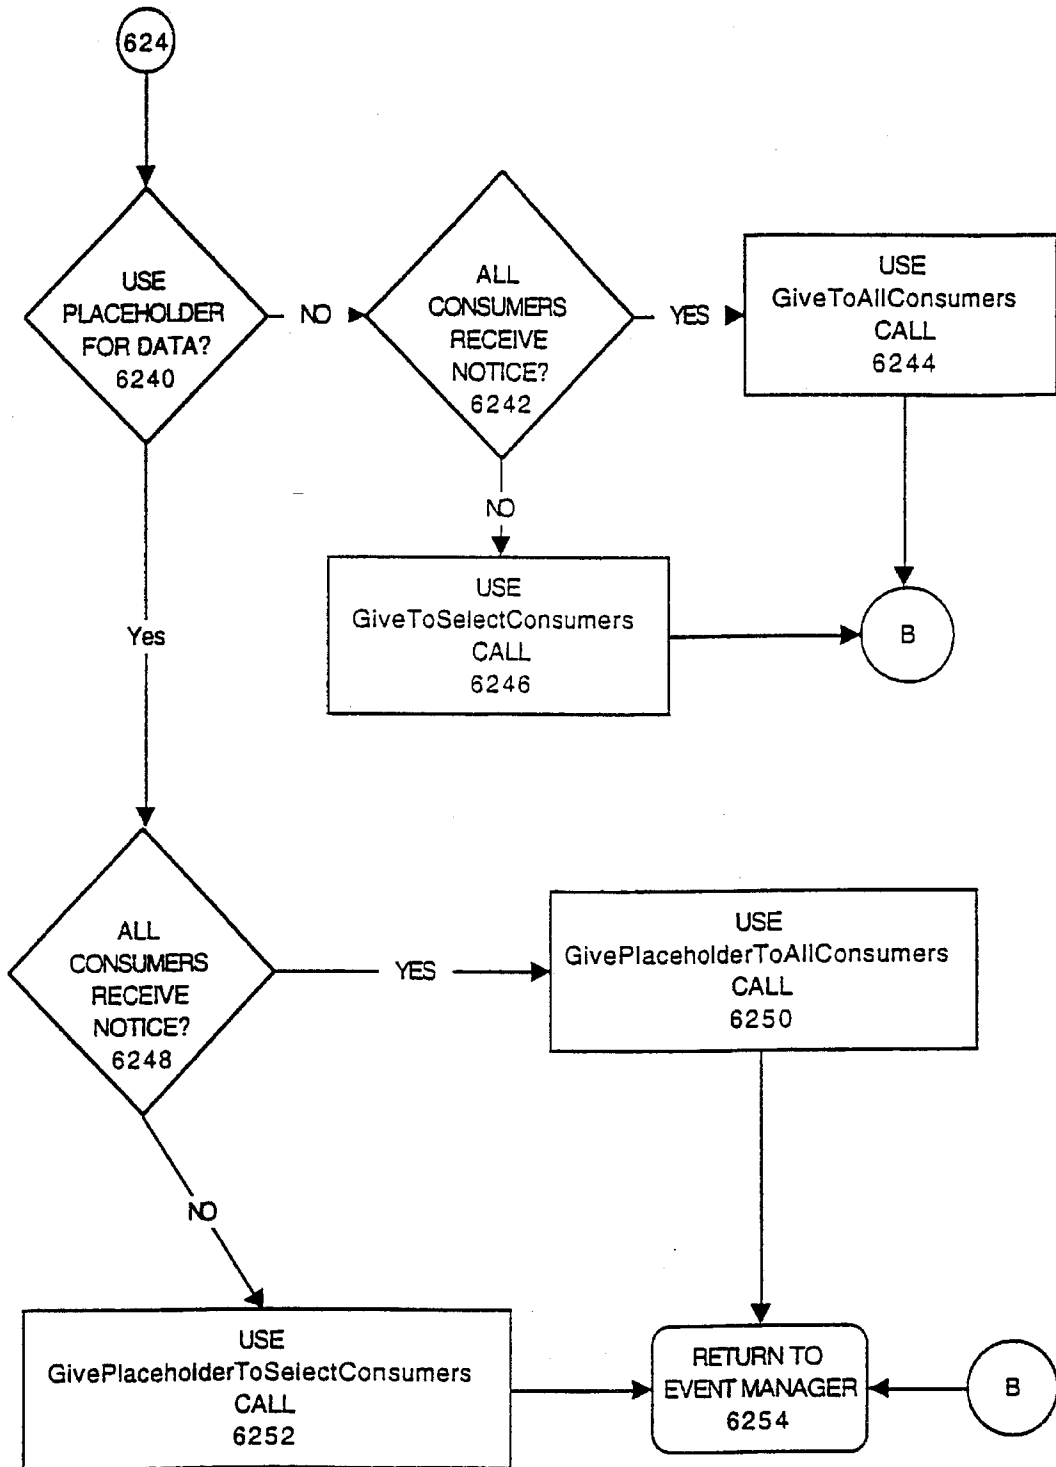 624
USE
PLACEHOLDER
FOR DATA?
6240
NO
ALL
CONSUMERS
RECEIVE
NOTICE?
6242
YES
USE
GiveToAllConsumers
CALL
6244
NO
USE
GiveToSelectConsumers
CALL
6246
B
Yes
ALL
CONSUMERS
RECEIVE
NOTICE?
6248
YES
USE
GivePlaceholderToAllConsumers
CALL
6250
NO
USE
GivePlaceholderToSelectConsumers
CALL
6252
RETURN TO
EVENT MANAGER
6254
B